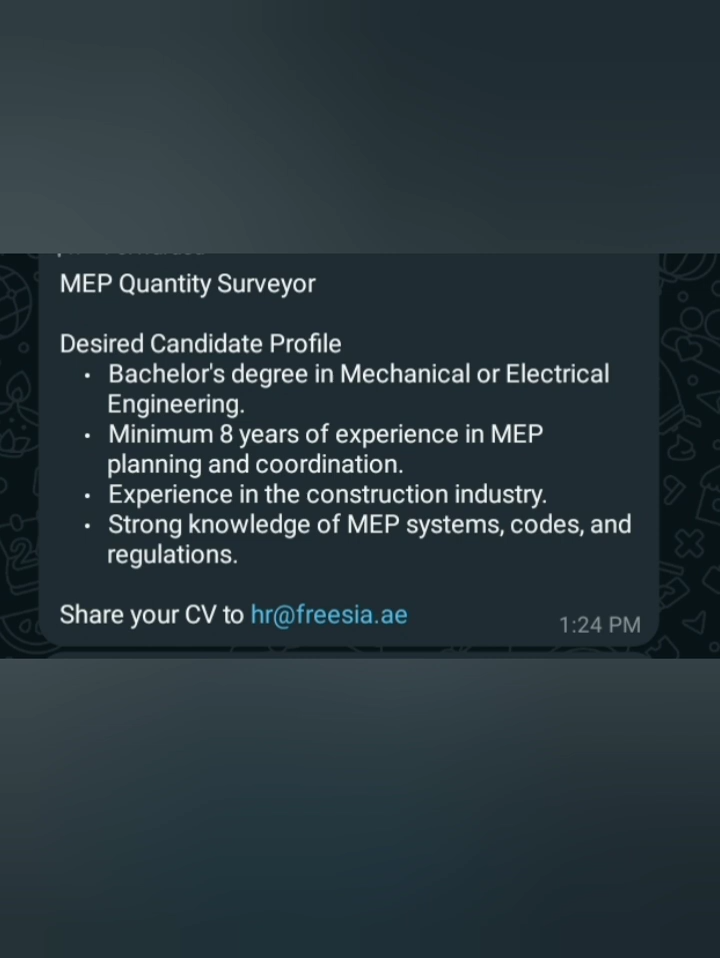 MEP Quantity Surveyor
Desired Candidate Profile
• Bachelor's degree in Mechanical or Electrical
Engineering.
• Minimum 8 years of experience in MEP
planning and coordination.
• Experience in the construction industry.
• Strong knowledge of MEP systems, codes, and
regulations.
Share your CV to hr@freesia.ae
1:24 PM